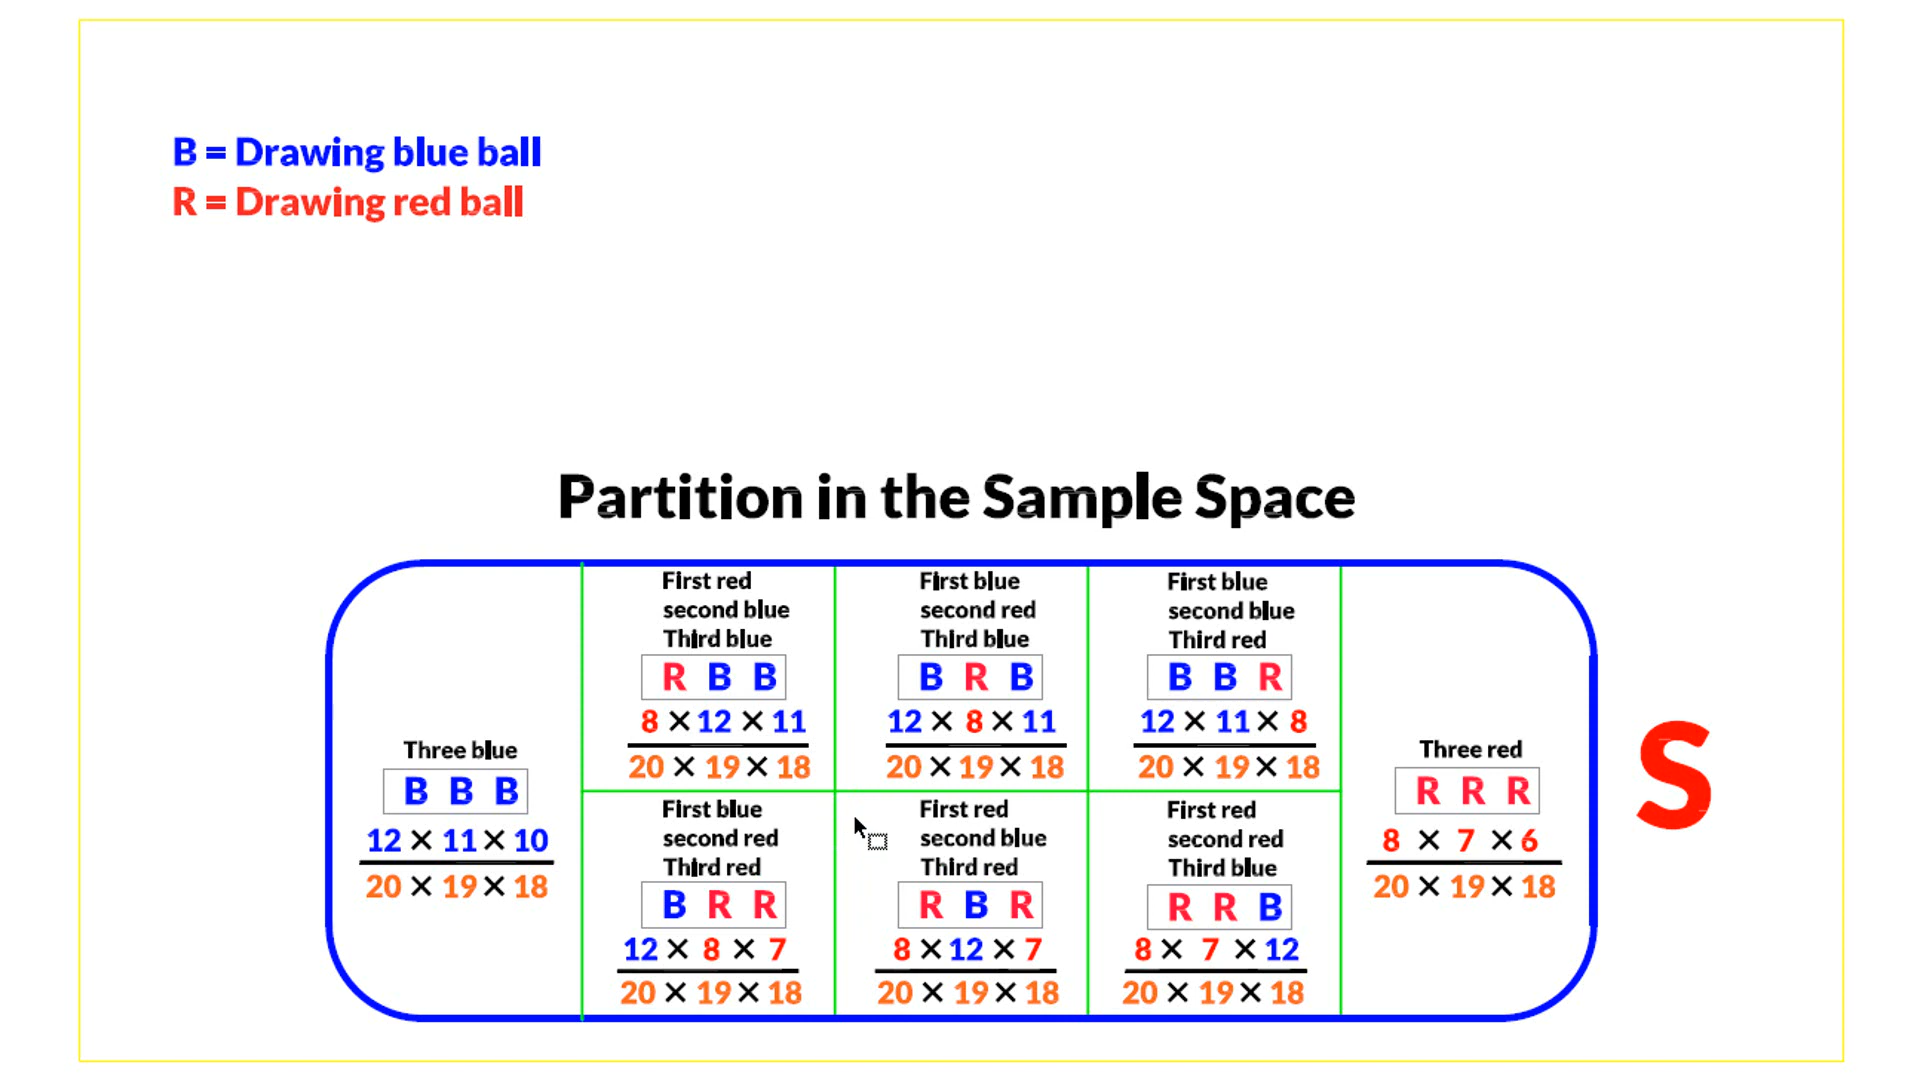 B = Drawing blue ball
R = Drawing red ball
Partition in the Sample Space
Three blue
B B B
12 × 11 × 10
20 × 19 × 18
First red
second blue
Third blue
R B B
8 × 12 × 11
20 × 19 × 18
First blue
second red
Third blue
B R B
12 × 8 × 11
20 × 19 × 18
First blue
second blue
Third red
B B R
12 × 11 × 8
20 × 19 × 18
First blue
second red
Third red
B R R
12 × 8 × 7
20 × 19 × 18
First red
second blue
Third red
R B R
8 × 12 × 7
20 × 19 × 18
First red
second red
Third blue
R R B
8 × 7 × 12
20 × 19 × 18
Three red
R R R
8 × 7 × 6
20 × 19 × 18
S